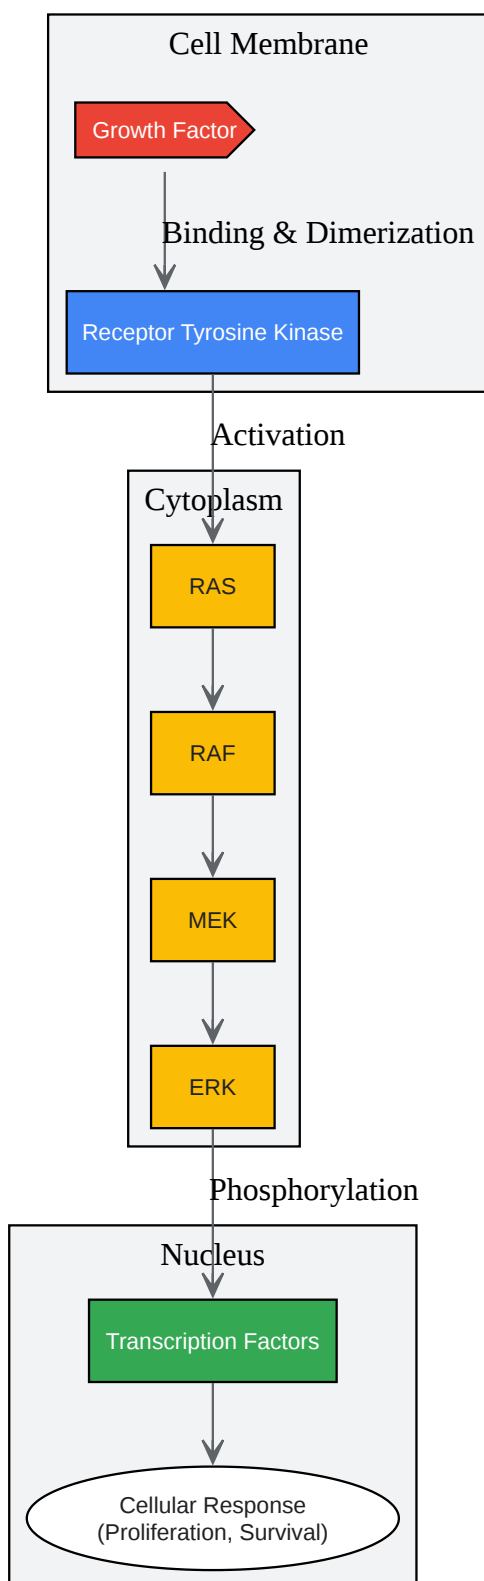 Cell Membrane
Growth Factor
Binding & Dimerization
Receptor Tyrosine Kinase
Activation
Cytoplasm
RAS
RAF
MEK
ERK
Phosphorylation
Nucleus
Transcription Factors
Cellular Response
(Proliferation, Survival)